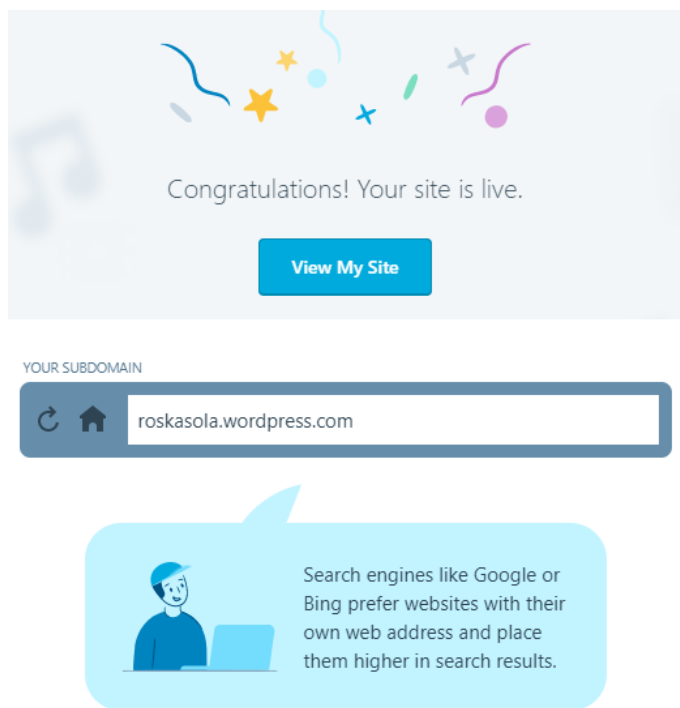 Congratulations! Your site is live.
View My Site
YOUR SUBDOMAIN
roskasola.wordpress.com
Search engines like Google or
Bing prefer websites with their
own web address and place
them higher in search results.